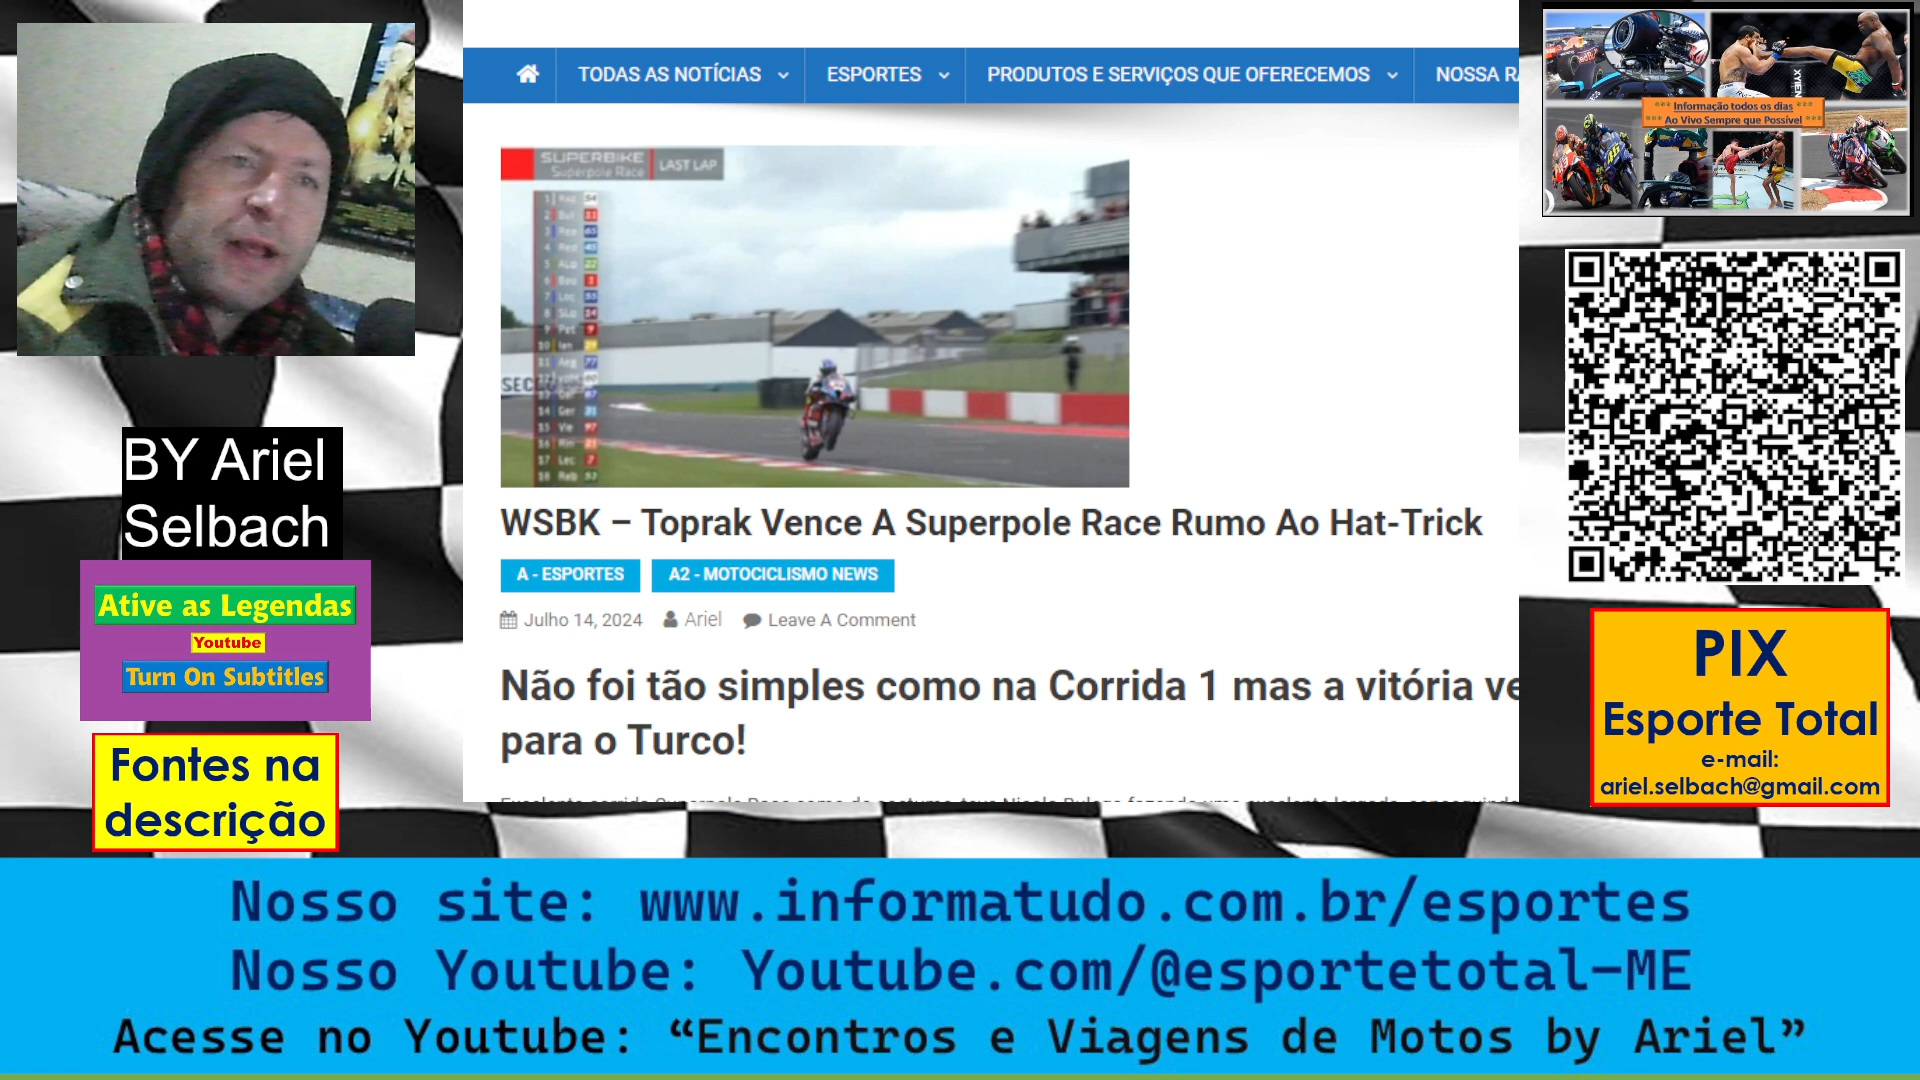 TODAS AS NOTÍCIAS
ESPORTES
PRODUTOS E SERVIÇOS QUE OFERECEMOS
NOSSA R
*** Informação todos os dias ***
*** Ao Vivo Sempre que Possível ***
SUPERBIKE
Superpole Race
LAST LAP
WSBK – Toprak Vence A Superpole Race Rumo Ao Hat-Trick
A - ESPORTES
A2 - MOTOCICLISMO NEWS
Julho 14, 2024 Ariel Leave A Comment
Não foi tão simples como na Corrida 1 mas a vitória ve
para o Turco!
BY Ariel
Selbach
Ative as Legendas
Youtube
Turn On Subtitles
Fontes na
descrição
PIX
Esporte Total
e-mail:
ariel.selbach@gmail.com
Nosso site: www.informatudo.com.br/esportes
Nosso Youtube: Youtube.com/@esportetotal-ME
Acesse no Youtube: “Encontros e Viagens de Motos by Ariel”